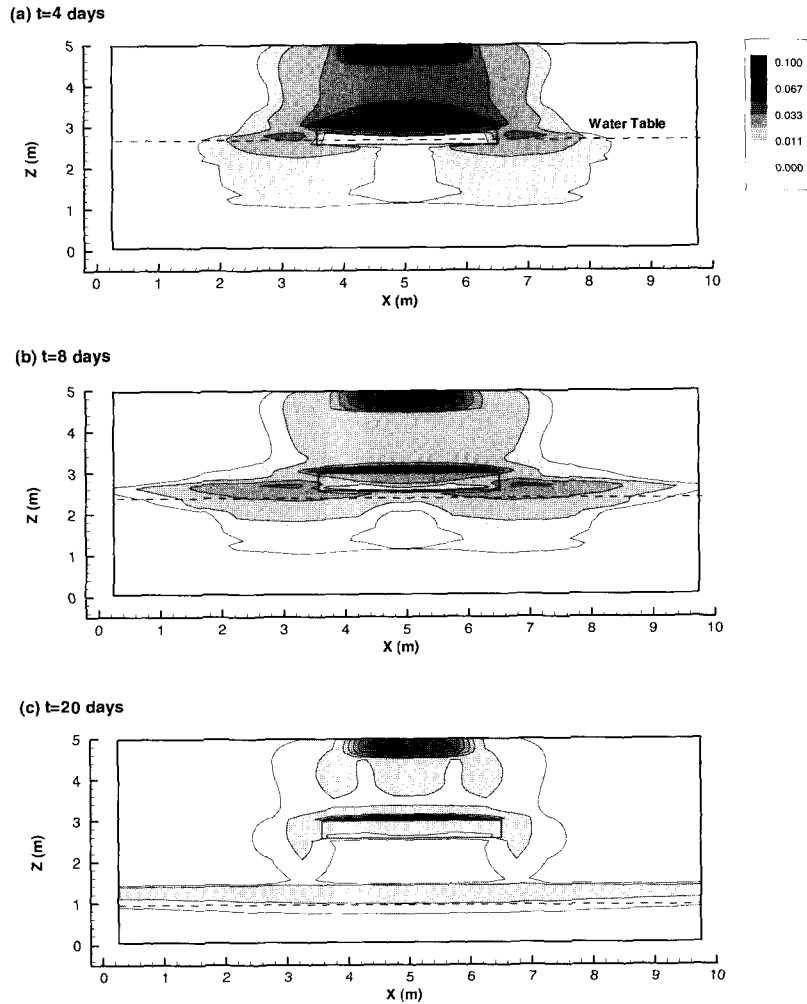 (a) t=4 days
5
4
3
2
1
0
Z (m)
Water Table
0 1 2 3 4 5 6 7 8 9 10
X (m)
0.100
0.067
0.033
0.011
0.000
(b) t=8 days
5
4
3
2
1
0
Z (m)
0 1 2 3 4 5 6 7 8 9 10
X (m)
(c) t=20 days
5
4
3
2
1
0
Z (m)
0 1 2 3 4 5 6 7 8 9 10
X (m)